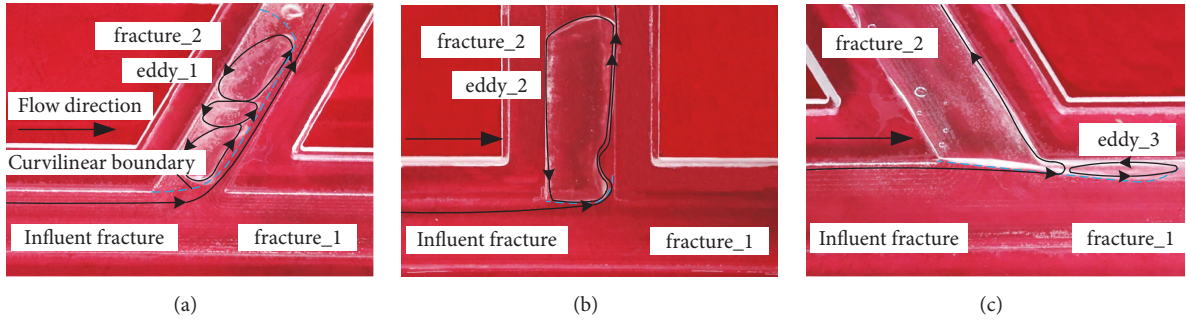 fracture_2
eddy_1
Flow direction
Curvilinear boundary
Influent fracture
fracture_1
(a)
fracture_2
eddy_2
Influent fracture
fracture_1
(b)
fracture_2
eddy_3
Influent fracture
fracture_1
(c)